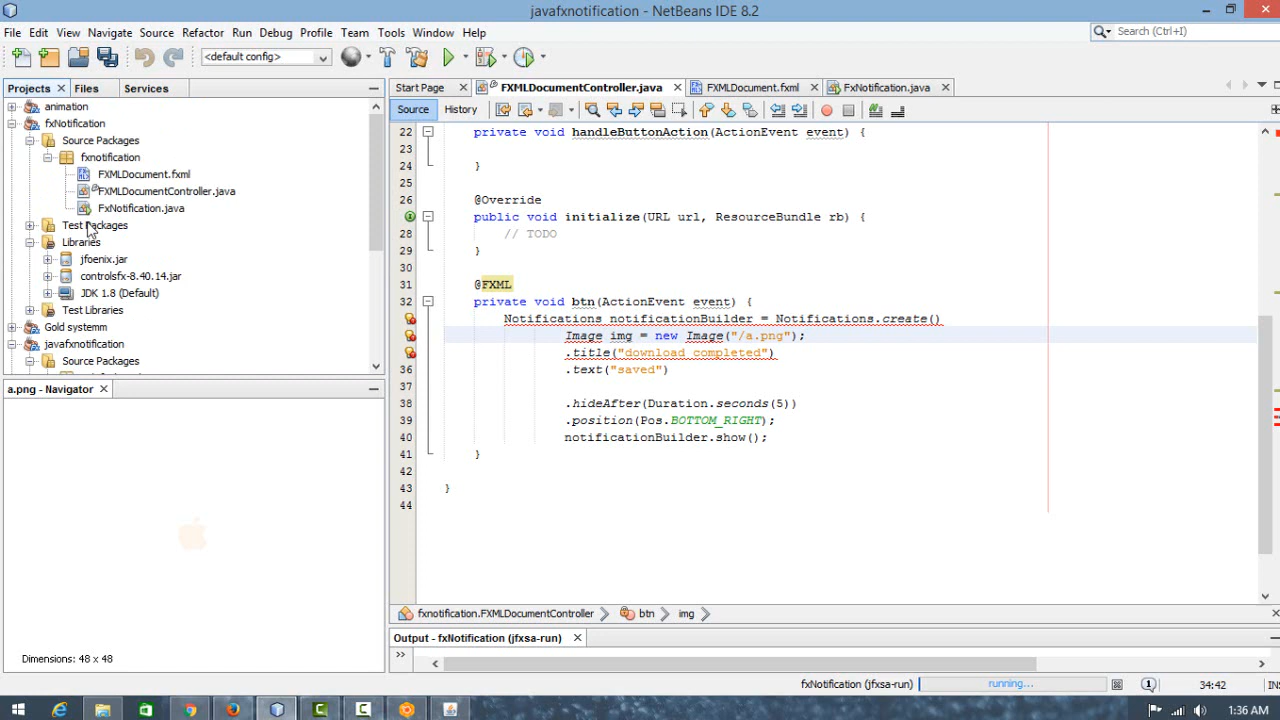 javafxnotification - NetBeans IDE 8.2
File Edit View Navigate Source Refactor Run Debug Profile Team Tools Window Help
Search (Ctrl+I)
<default config>
Projects Files Services
Start Page FXMLDocumentController.java FXMLDocument.fxml FxNotification.java
Source History
animation
fxNotification
Source Packages
fxnotification
FXMLDocument.fxml
FXMLDocumentController.java
FxNotification.java
Test Packages
Libraries
jfoenix.jar
controlsfx-8.40.14.jar
JDK 1.8 (Default)
Test Libraries
Gold systemm
javafxnotification
Source Packages
a.png - Navigator
Dimensions: 48 x 48
22 private void handleButtonAction(ActionEvent event) {
23
24 }
25
26 @Override
public void initialize(URL url, ResourceBundle rb) {
28 // TODO
29 }
30
31 @FXML
32 private void btn(ActionEvent event) {
Notifications notificationBuilder = Notifications.create()
Image img = new Image("/a.png");
.title("download completed")
36 .text("saved")
37
38 .hideAfter(Duration.seconds(5))
39 .position(Pos.BOTTOM_RIGHT);
40 notificationBuilder.show();
41 }
42
43 }
44
fxnotification.FXMLDocumentController btn img
Output - fxNotification (jfxsa-run)
fxNotification (jfxsa-run) running... 34:42 INS
1:36 AM